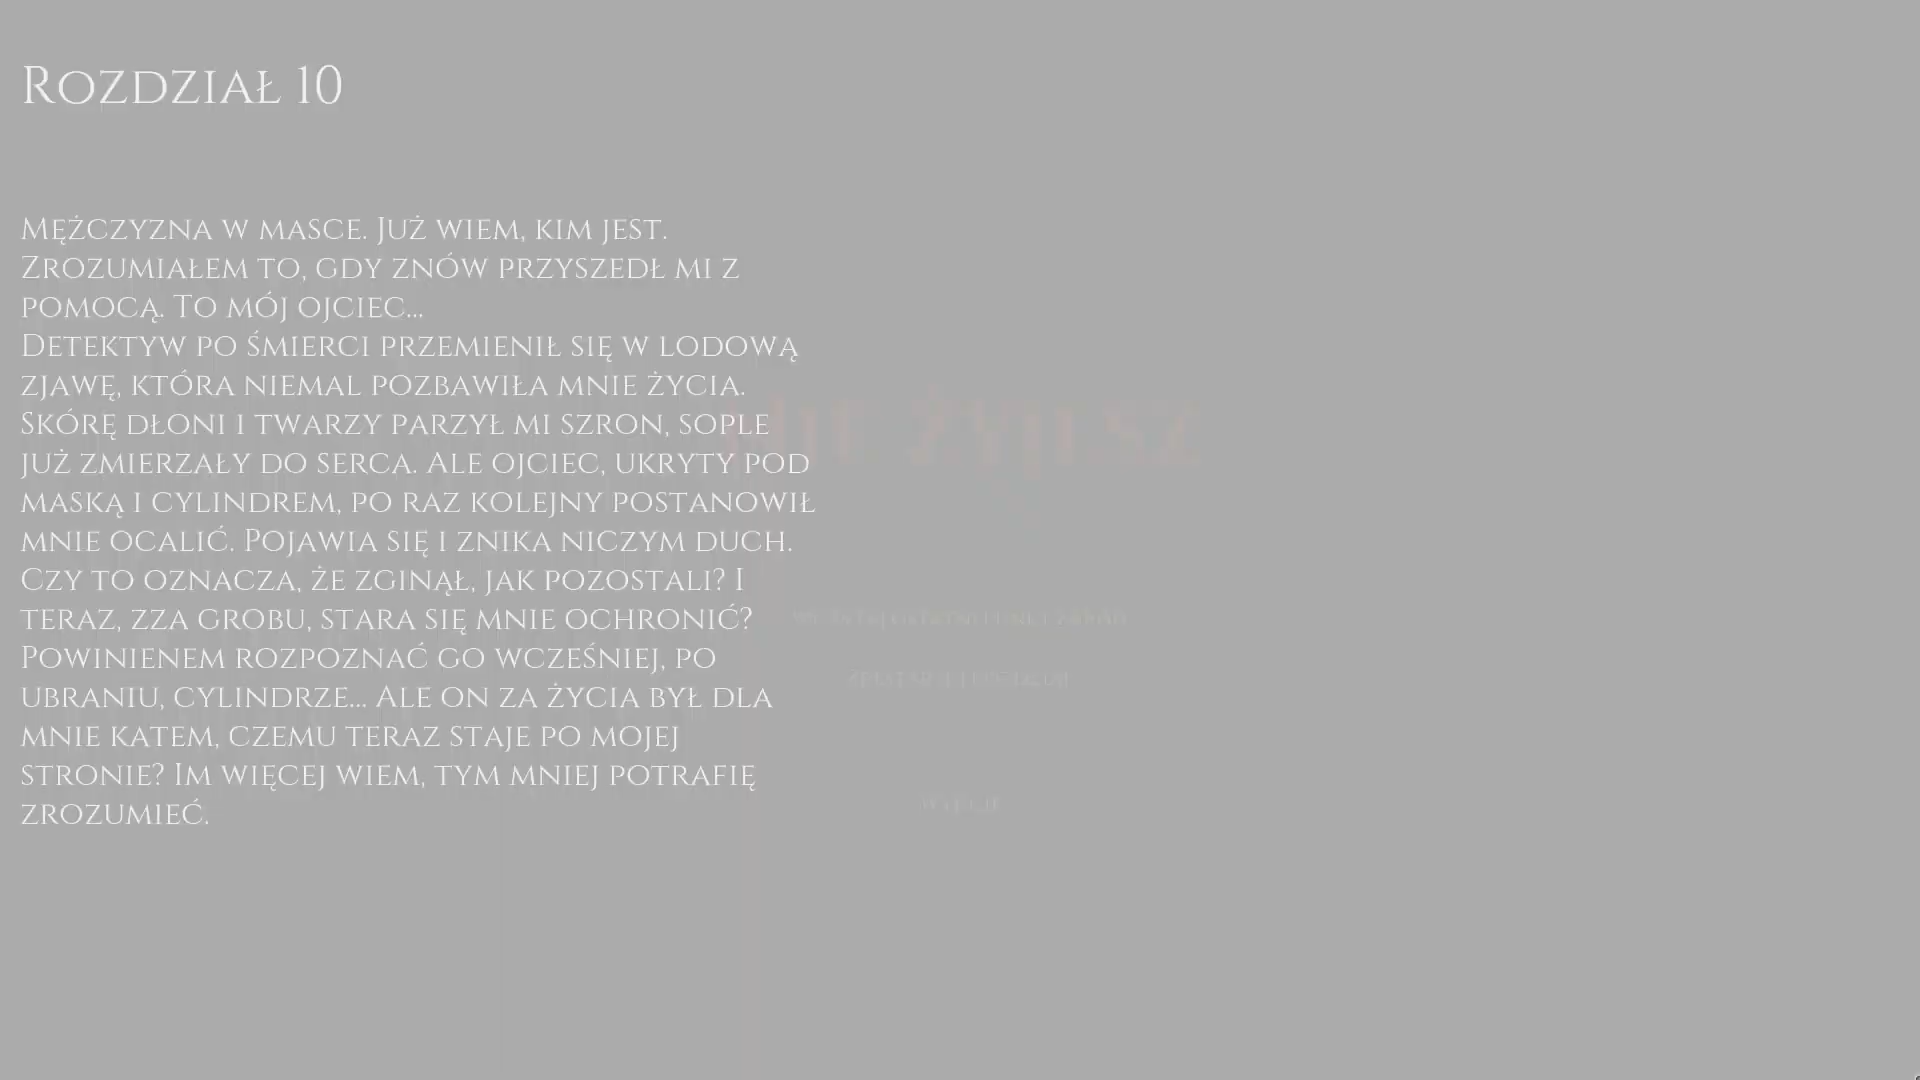 Rozdział 10
Mężczyzna w masce. Już wiem, kim jest.
Zrozumiałem to, gdy znów przyszedł mi z
pomocą. To mój ojciec...
Detektyw po śmierci przemienił się w lodową
zjawę, która niemal pozbawiła mnie życia.
Skórę dłoni i twarzy parzył mi szron, sople
już zmierzały do serca. Ale ojciec, ukryty pod
maską i cylindrem, po raz kolejny postanowił
mnie ocalić. Pojawia się i znika niczym duch.
Czy to oznacza, że zginął, jak pozostali? I
teraz, zza grobu, stara się mnie ochronić?
Powinienem rozpoznać go wcześniej, po
ubraniu, cylindrze... Ale on za życia był dla
mnie katem, czemu teraz staje po mojej
stronie? Im więcej wiem, tym mniej potrafię
zrozumieć.
Nie żyjesz